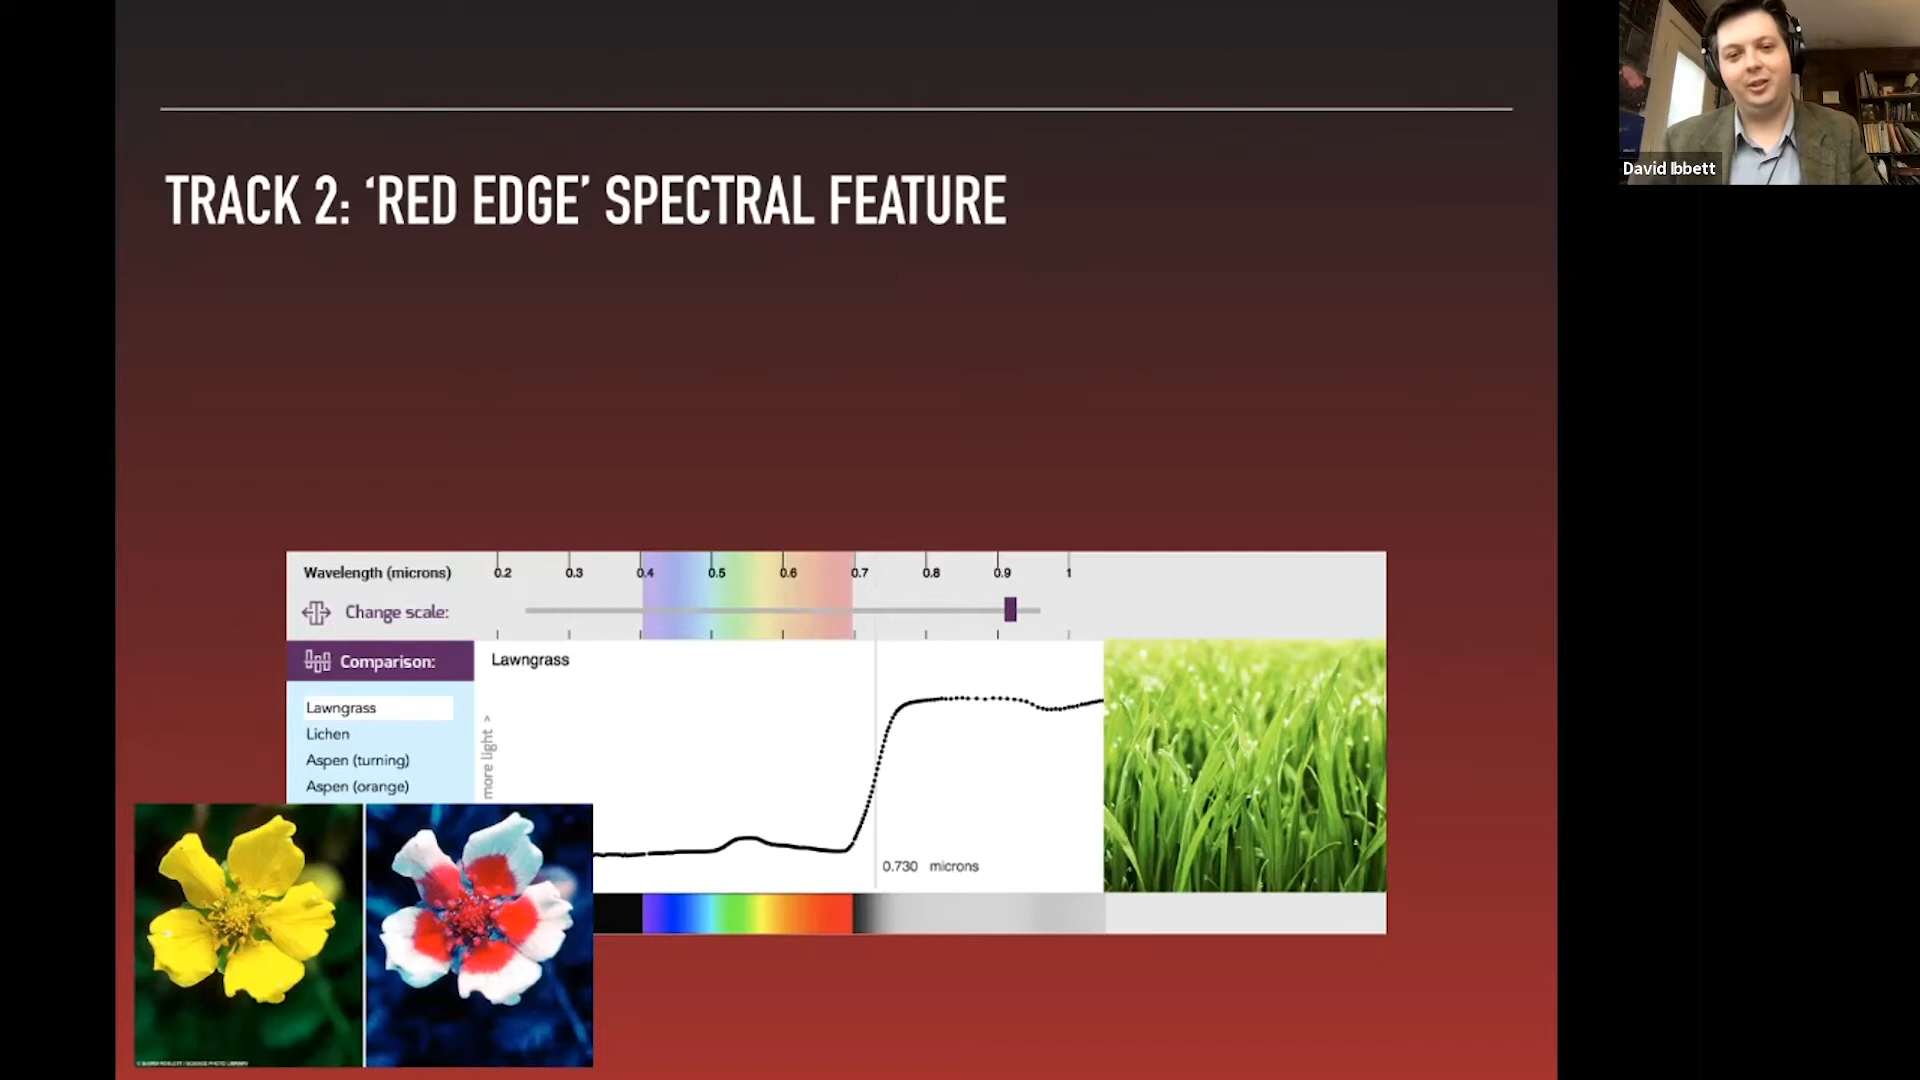 David Ibbett
TRACK 2: ‘RED EDGE’ SPECTRAL FEATURE
Wavelength (microns) 0.2 0.3 0.4 0.5 0.6 0.7 0.8 0.9 1
Change scale:
Comparison:
Lawngrass
Lawngrass
Lichen
Aspen (turning)
Aspen (orange)
more light >
0.730 microns